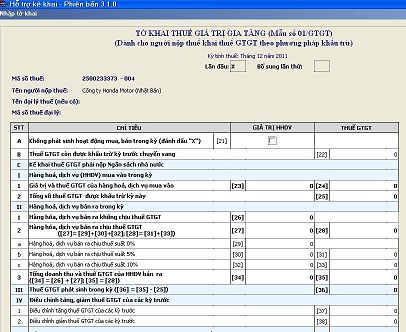 Hỗ trợ kê khai - Phiên bản 3.1.0
Nhập tờ khai
TỜ KHAI THUẾ GIÁ TRỊ GIA TĂNG (Mẫu số 01/GTGT)
(Dành cho người nộp thuế khai thuế GTGT theo phương pháp khấu trừ)
Kỳ tính thuế: Tháng 12 năm 2011
Lần đầu: X Bổ sung lần thứ:
Mã số thuế: 2500233373 - 004
Tên người nộp thuế: Công ty Honda Motor (Nhật Bản)
Tên đại lý thuế (nếu có):
Mã số thuế đại lý:
STT CHỈ TIÊU GIÁ TRỊ HHDV THUẾ GTGT
A Không phát sinh hoạt động mua, bán trong kỳ (đánh dấu "X") [21]
B Thuế GTGT còn được khấu trừ kỳ trước chuyển sang [22] 0
C Kê khai thuế GTGT phải nộp Ngân sách nhà nước
I Hàng hoá, dịch vụ (HHDV) mua vào trong kỳ
1 Giá trị và thuế GTGT của hàng hoá, dịch vụ mua vào [23] 0 [24] 0
2 Tổng số thuế GTGT được khấu trừ kỳ này [25] 0
II Hàng hoá, dịch vụ bán ra trong kỳ
1 Hàng hóa, dịch vụ bán ra không chịu thuế GTGT [26] 0
2 Hàng hóa, dịch vụ bán ra chịu thuế GTGT ([27]= [29]+[30]+[32];[28]= [31]+[33]) [27] 0 [28] 0
a Hàng hoá, dịch vụ bán ra chịu thuế suất 0% [29] 0
b Hàng hoá, dịch vụ bán ra chịu thuế suất 5% [30] 0 [31] 0
c Hàng hoá, dịch vụ bán ra chịu thuế suất 10% [32] 0 [33] 0
3 Tổng doanh thu và thuế GTGT của HHDV bán ra ([34] = [26] + [27]; [35] = [28]) [34] 0 [35] 0
III Thuế GTGT phát sinh trong kỳ ([36] = [35] - [25]) [36] 0
IV Điều chỉnh tăng, giảm thuế GTGT của các kỳ trước
1 Điều chỉnh tăng thuế GTGT của các kỳ trước [37] 0
2 Điều chỉnh giảm thuế GTGT của các kỳ trước [38] 0